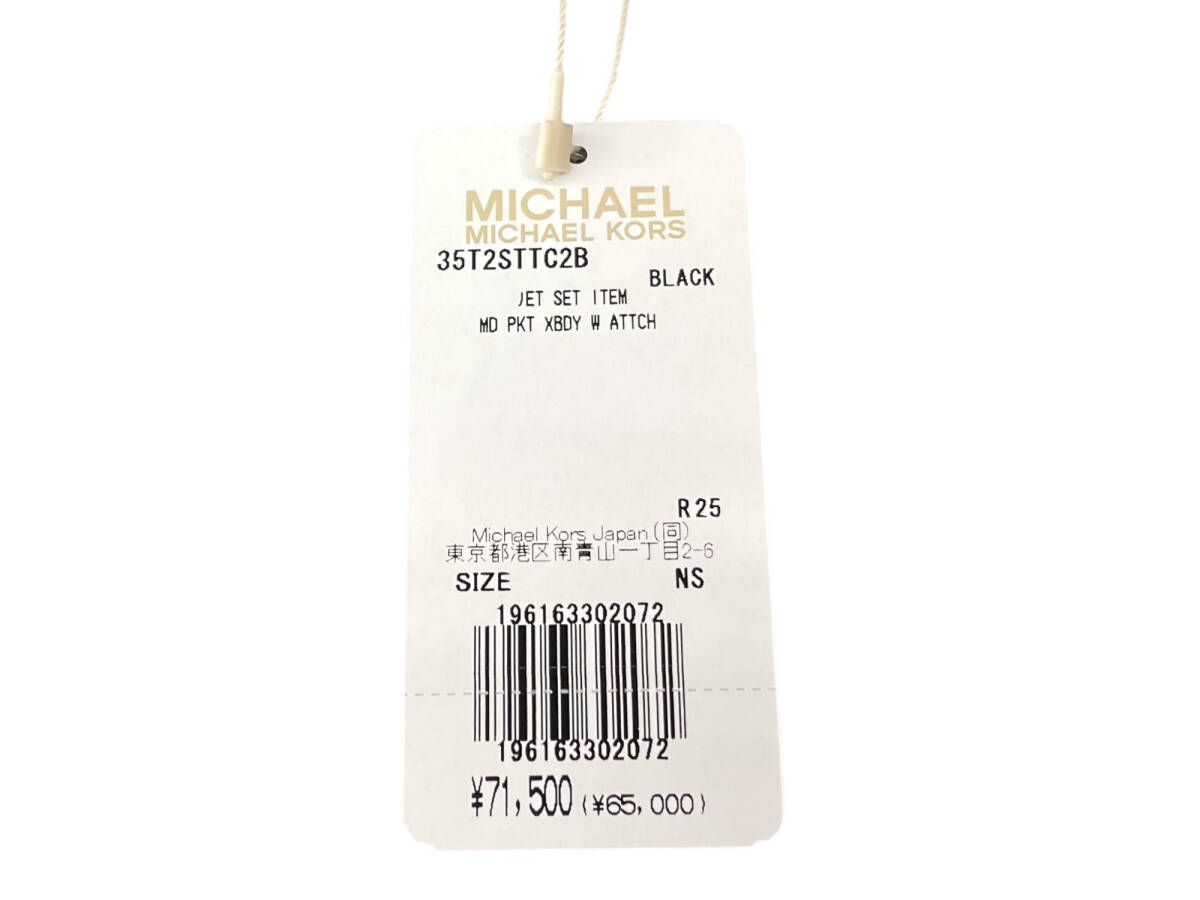 MICHAEL
MICHAEL KORS
35T2STTC2B
BLACK
JET SET ITEM
MD PKT XBDY W ATTCH
R25
Michael Kors Japan(同)
東京都港区南青山一丁目2-6
SIZE NS
196163302072
196163302072
¥71,500 (¥65,000)